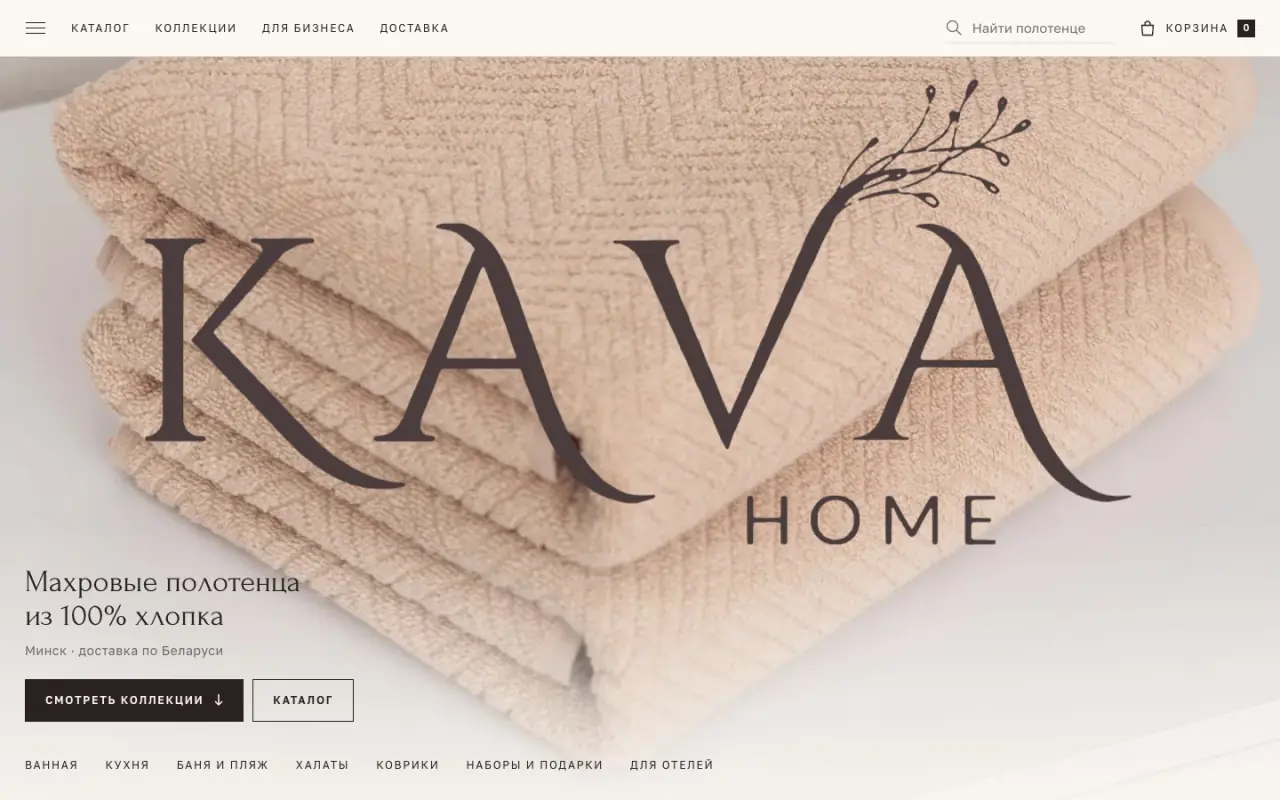 КАТАЛОГ КОЛЛЕКЦИИ ДЛЯ БИЗНЕСА ДОСТАВКА Найти полотенце КОРЗИНА 0
KAVA
HOME
Махровые полотенца
из 100% хлопка
Минск · доставка по Беларуси
СМОТРЕТЬ КОЛЛЕКЦИИ ↓ КАТАЛОГ
ВАННАЯ КУХНЯ БАНЯ И ПЛЯЖ ХАЛАТЫ КОВРИКИ НАБОРЫ И ПОДАРКИ ДЛЯ ОТЕЛЕЙ